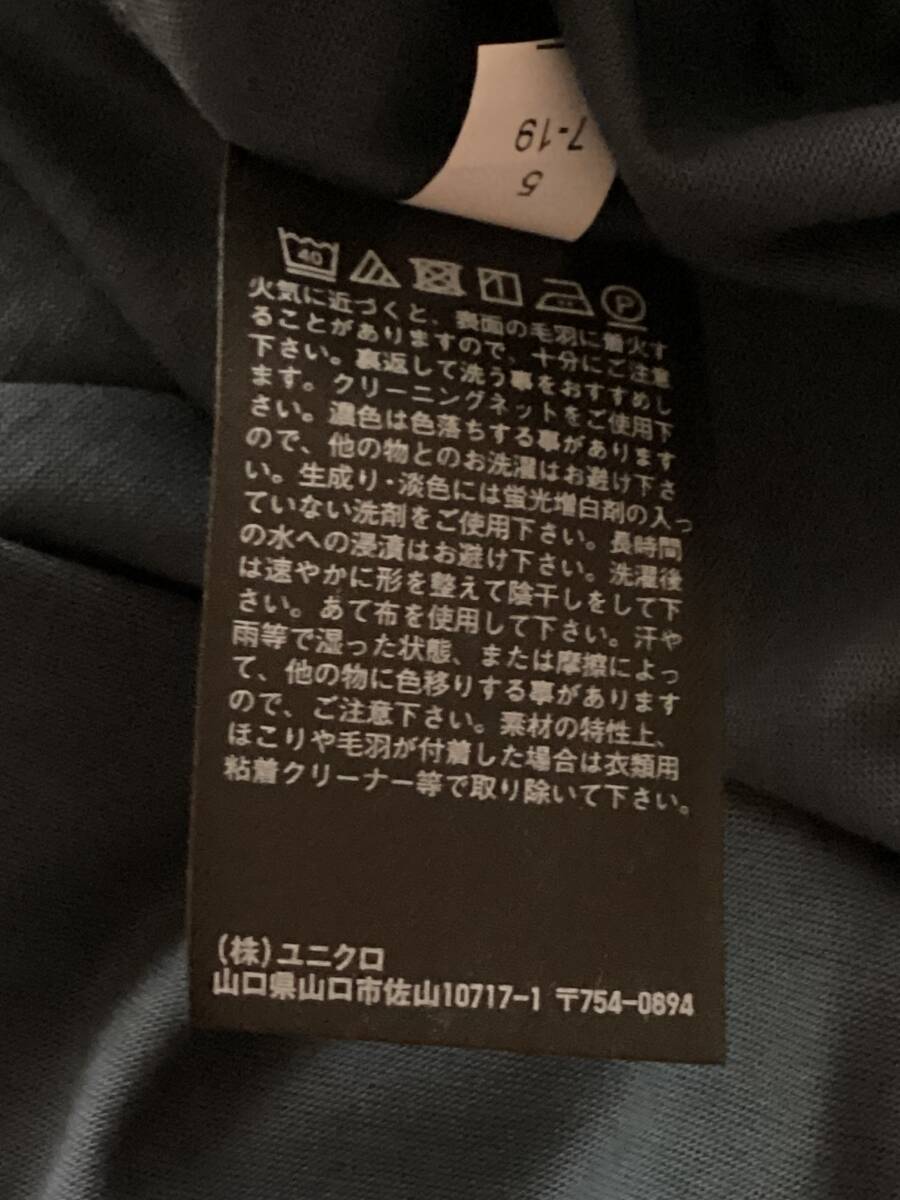 5
7-19
40
P
火気に近づくと、表面の毛羽に着火す
ることがありますので、十分にご注意
下さい。裏返して洗う事をおすすめし
ます。クリーニングネットをご使用下
さい。濃色は色落ちする事があります
ので、他の物とのお洗濯はお避け下さ
い。生成り・淡色には蛍光増白剤の入っ
ていない洗剤をご使用下さい。長時間
の水への浸漬はお避け下さい。洗濯後
は速やかに形を整えて陰干しをして下
さい。あて布を使用して下さい。汗や
雨等で湿った状態、または摩擦によっ
て、他の物に色移りする事があります
ので、ご注意下さい。素材の特性上、
ほこりや毛羽が付着した場合は衣類用
粘着クリーナー等で取り除いて下さい。
(株)ユニクロ
山口県山口市佐山10717-1 〒754-0894